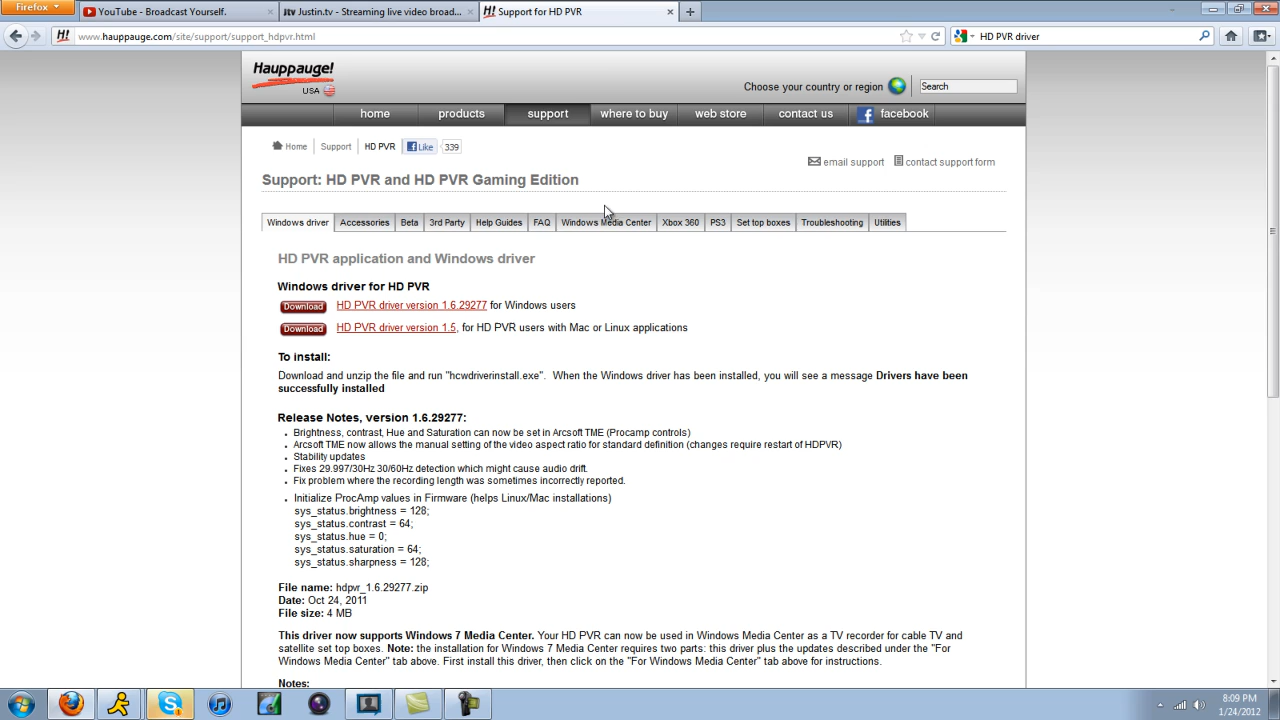 Firefox
YouTube - Broadcast Yourself.
Justin.tv - Streaming live video broad...
Support for HD PVR
www.hauppauge.com/site/support/support_hdpvr.html
HD PVR driver
Hauppauge!
USA
Choose your country or region
Search
home products support where to buy web store contact us facebook
Home Support HD PVR Like 339
email support contact support form
Support: HD PVR and HD PVR Gaming Edition
Windows driver Accessories Beta 3rd Party Help Guides FAQ Windows Media Center Xbox 360 PS3 Set top boxes Troubleshooting Utilities
HD PVR application and Windows driver
Windows driver for HD PVR
Download HD PVR driver version 1.6.29277 for Windows users
Download HD PVR driver version 1.5, for HD PVR users with Mac or Linux applications
To install:
Download and unzip the file and run "hcwdriverinstall.exe". When the Windows driver has been installed, you will see a message Drivers have been
successfully installed
Release Notes, version 1.6.29277:
• Brightness, contrast, Hue and Saturation can now be set in Arcsoft TME (Procamp controls)
• Arcsoft TME now allows the manual setting of the video aspect ratio for standard definition (changes require restart of HDPVR)
• Stability updates
• Fixes 29.997/30Hz 30/60Hz detection which might cause audio drift.
• Fix problem where the recording length was sometimes incorrectly reported.
• Initialize ProcAmp values in Firmware (helps Linux/Mac installations)
sys_status.brightness = 128;
sys_status.contrast = 64;
sys_status.hue = 0;
sys_status.saturation = 64;
sys_status.sharpness = 128;
File name: hdpvr_1.6.29277.zip
Date: Oct 24, 2011
File size: 4 MB
This driver now supports Windows 7 Media Center. Your HD PVR can now be used in Windows Media Center as a TV recorder for cable TV and
satellite set top boxes. Note: the installation for Windows 7 Media Center requires two parts: this driver plus the updates described under the "For
Windows Media Center" tab above. First install this driver, then click on the "For Windows Media Center" tab above for instructions.
Notes:
8:09 PM
1/24/2012